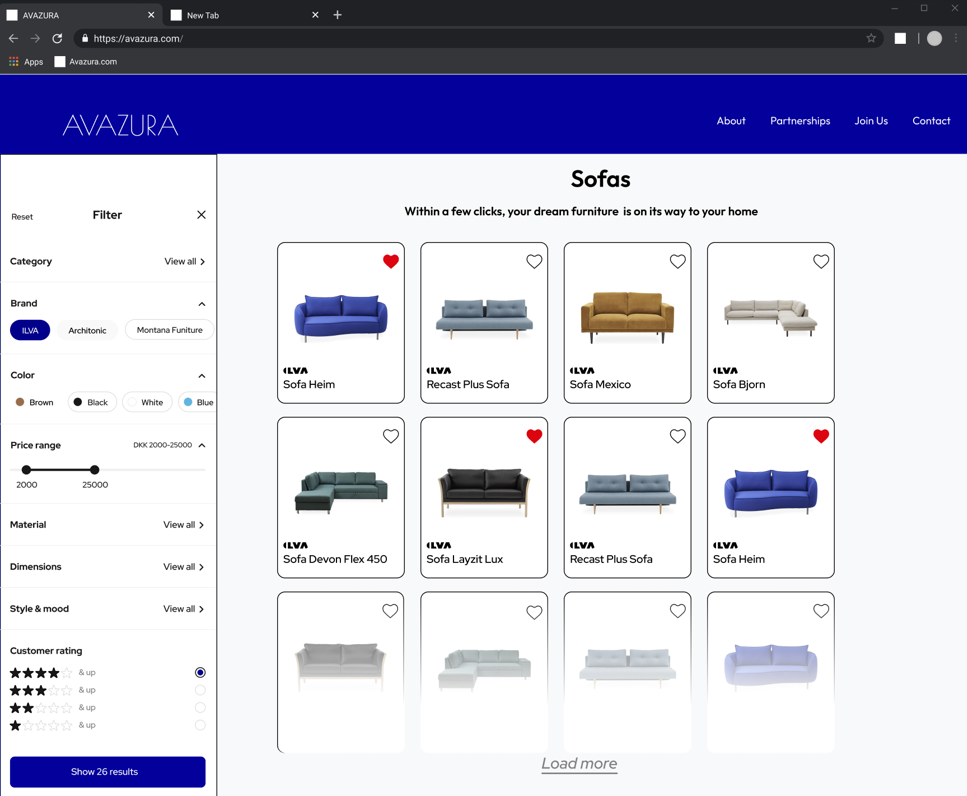 AVAZURA
New Tab
https://avazura.com/
Apps
Avazura.com
AVAZURA
About
Partnerships
Join Us
Contact
Reset
Filter
Category
View all
Brand
ILVA
Architonic
Montana Funiture
Color
Brown
Black
White
Blue
Price range
DKK 2000-25000
2000
25000
Material
View all
Dimensions
View all
Style & mood
View all
Customer rating
& up
& up
& up
& up
Show 26 results
Sofas
Within a few clicks, your dream furniture is on its way to your home
ILVA
Sofa Heim
ILVA
Recast Plus Sofa
ILVA
Sofa Mexico
ILVA
Sofa Bjorn
ILVA
Sofa Devon Flex 450
ILVA
Sofa Layzit Lux
ILVA
Recast Plus Sofa
ILVA
Sofa Heim
Load more